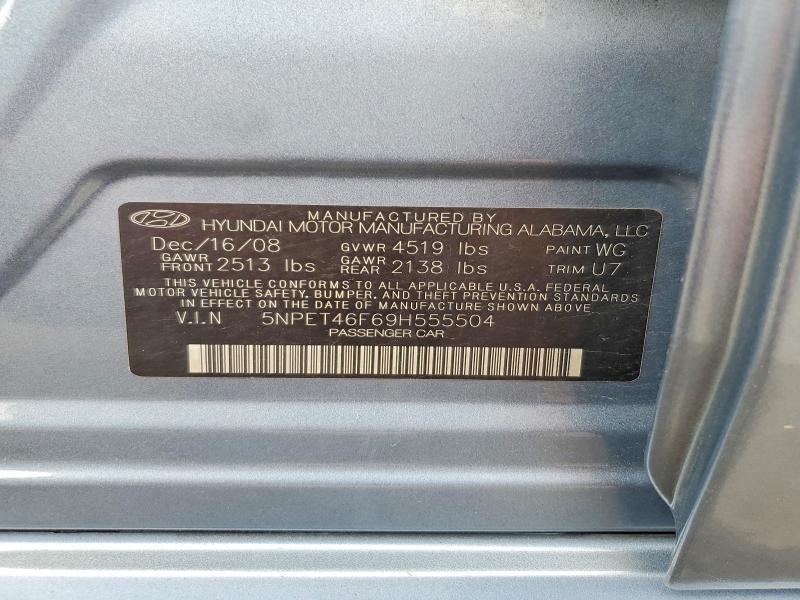 MANUFACTURED BY
HYUNDAI MOTOR MANUFACTURING ALABAMA, LLC
Dec/16/08 GVWR 4519 lbs PAINT WG
GAWR FRONT 2513 lbs GAWR REAR 2138 lbs TRIM U7
THIS VEHICLE CONFORMS TO ALL APPLICABLE U.S.A. FEDERAL
MOTOR VEHICLE SAFETY, BUMPER, AND THEFT PREVENTION STANDARDS
IN EFFECT ON THE DATE OF MANUFACTURE SHOWN ABOVE.
V.I.N 5NPET46F69H555504
PASSENGER CAR